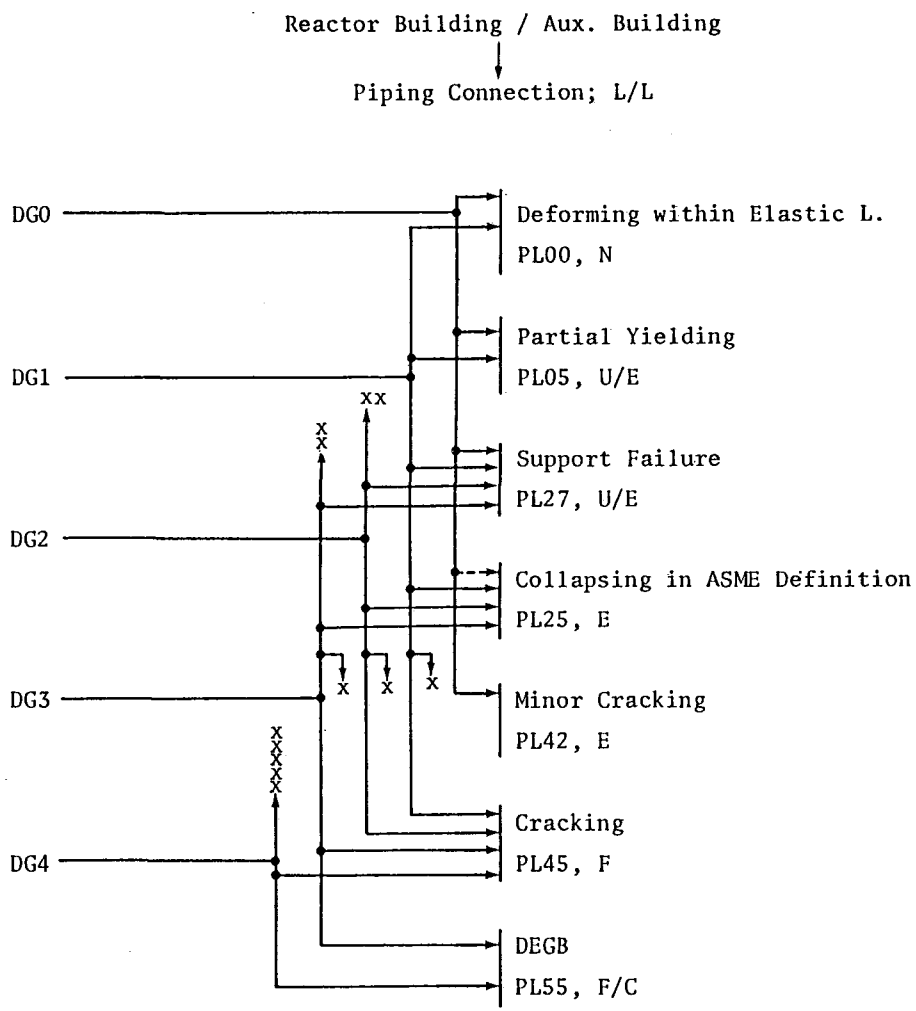 Reactor Building / Aux. Building
Piping Connection; L/L
DG0
Deforming within Elastic L.
PL00, N
Partial Yielding
DG1
PL05, U/E
xx
x
x
Support Failure
PL27, U/E
DG2
Collapsing in ASME Definition
PL25, E
x x x
DG3
Minor Cracking
PL42, E
x
x
x
x
x
Cracking
DG4
PL45, F
DEGB
PL55, F/C